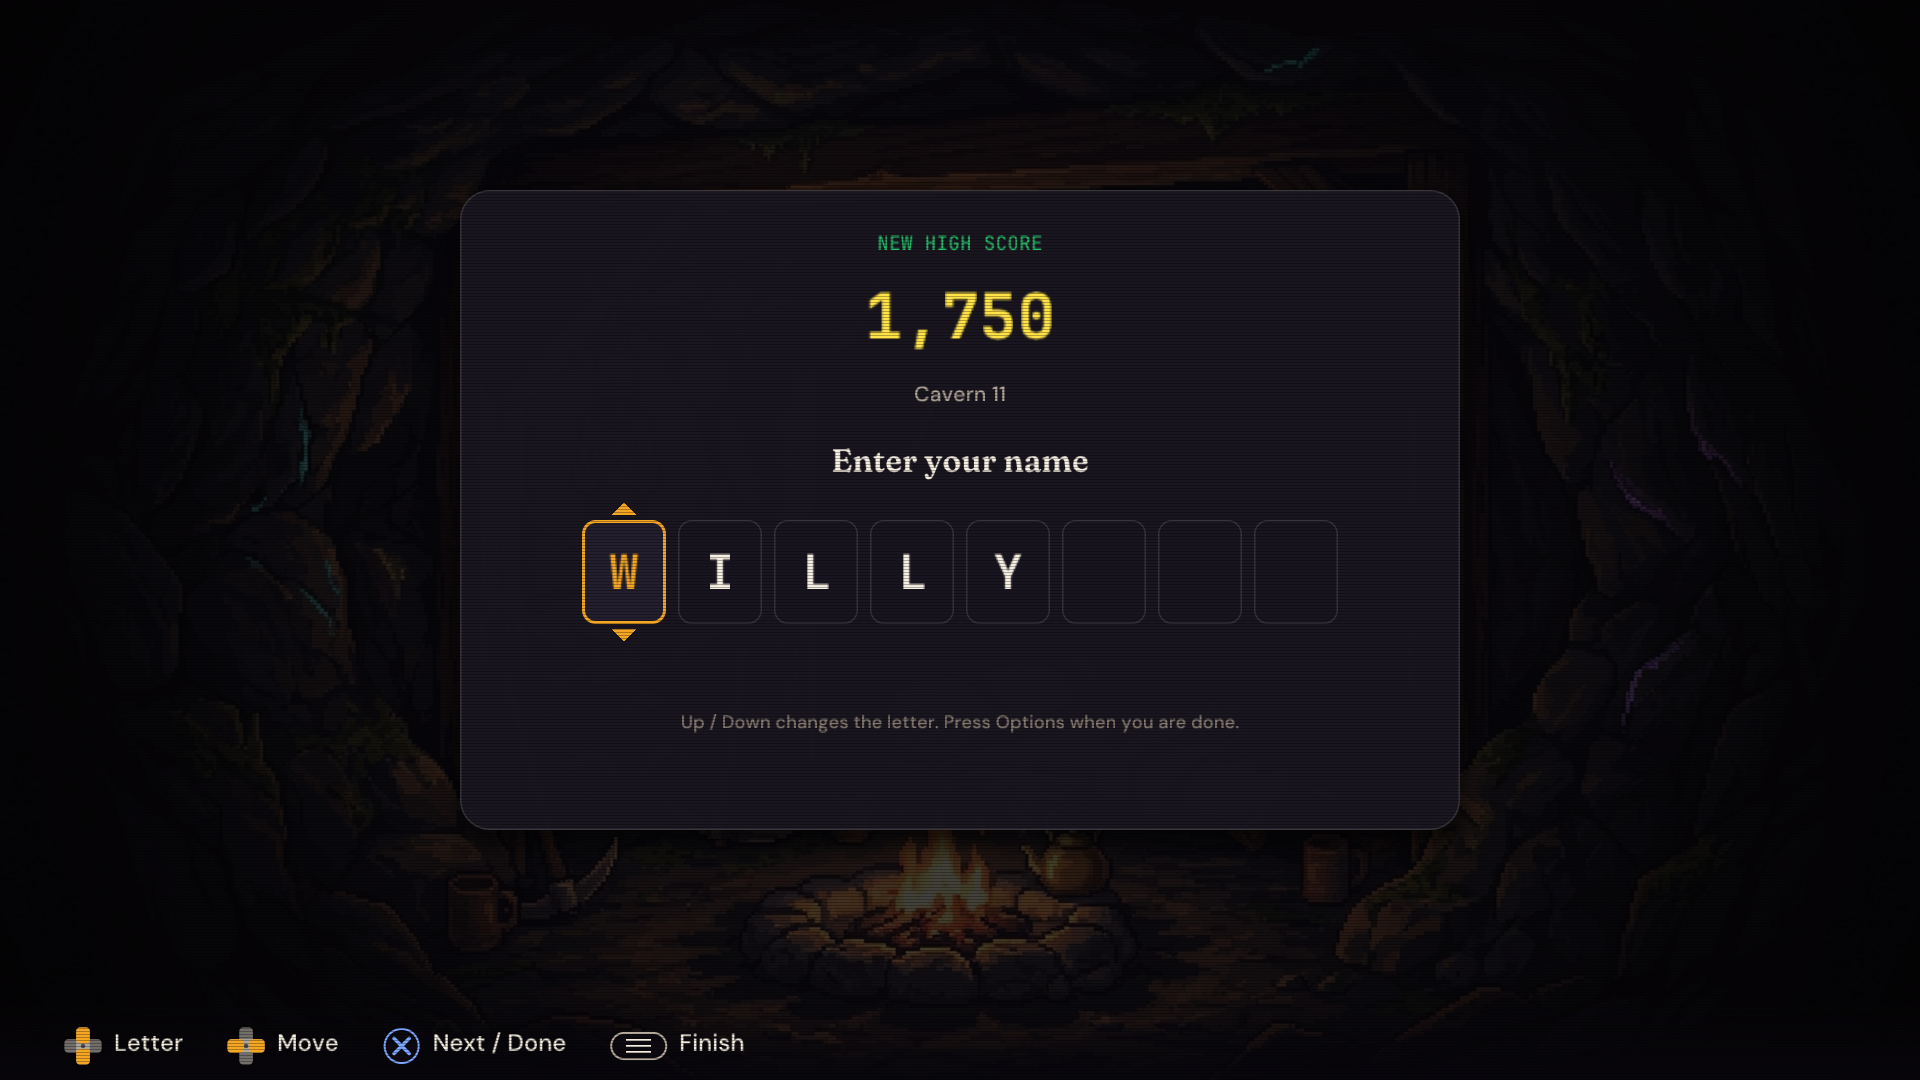 NEW HIGH SCORE
1,750
Cavern 11
Enter your name
W I L L Y
Up / Down changes the letter. Press Options when you are done.
Letter Move Next / Done Finish